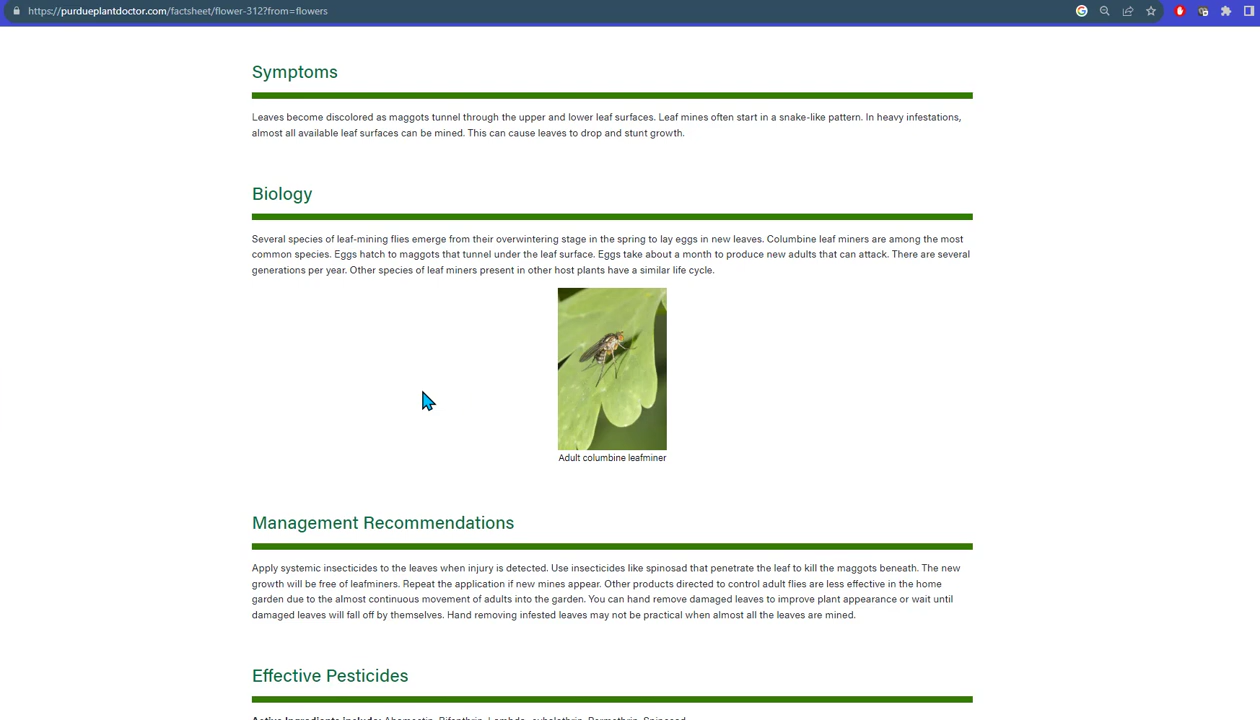 https://purdueplantdoctor.com/factsheet/flower-312?from=flowers
Symptoms
Leaves become discolored as maggots tunnel through the upper and lower leaf surfaces. Leaf mines often start in a snake-like pattern. In heavy infestations,
almost all available leaf surfaces can be mined. This can cause leaves to drop and stunt growth.
Biology
Several species of leaf-mining flies emerge from their overwintering stage in the spring to lay eggs in new leaves. Columbine leaf miners are among the most
common species. Eggs hatch to maggots that tunnel under the leaf surface. Eggs take about a month to produce new adults that can attack. There are several
generations per year. Other species of leaf miners present in other host plants have a similar life cycle.
Adult columbine leafminer
Management Recommendations
Apply systemic insecticides to the leaves when injury is detected. Use insecticides like spinosad that penetrate the leaf to kill the maggots beneath. The new
growth will be free of leafminers. Repeat the application if new mines appear. Other products directed to control adult flies are less effective in the home
garden due to the almost continuous movement of adults into the garden. You can hand remove damaged leaves to improve plant appearance or wait until
damaged leaves will fall off by themselves. Hand removing infested leaves may not be practical when almost all the leaves are mined.
Effective Pesticides
Active Ingredients Include: Abamectin, Bifenthrin, Lambda- cyhalothrin, Permethrin, Spinosad